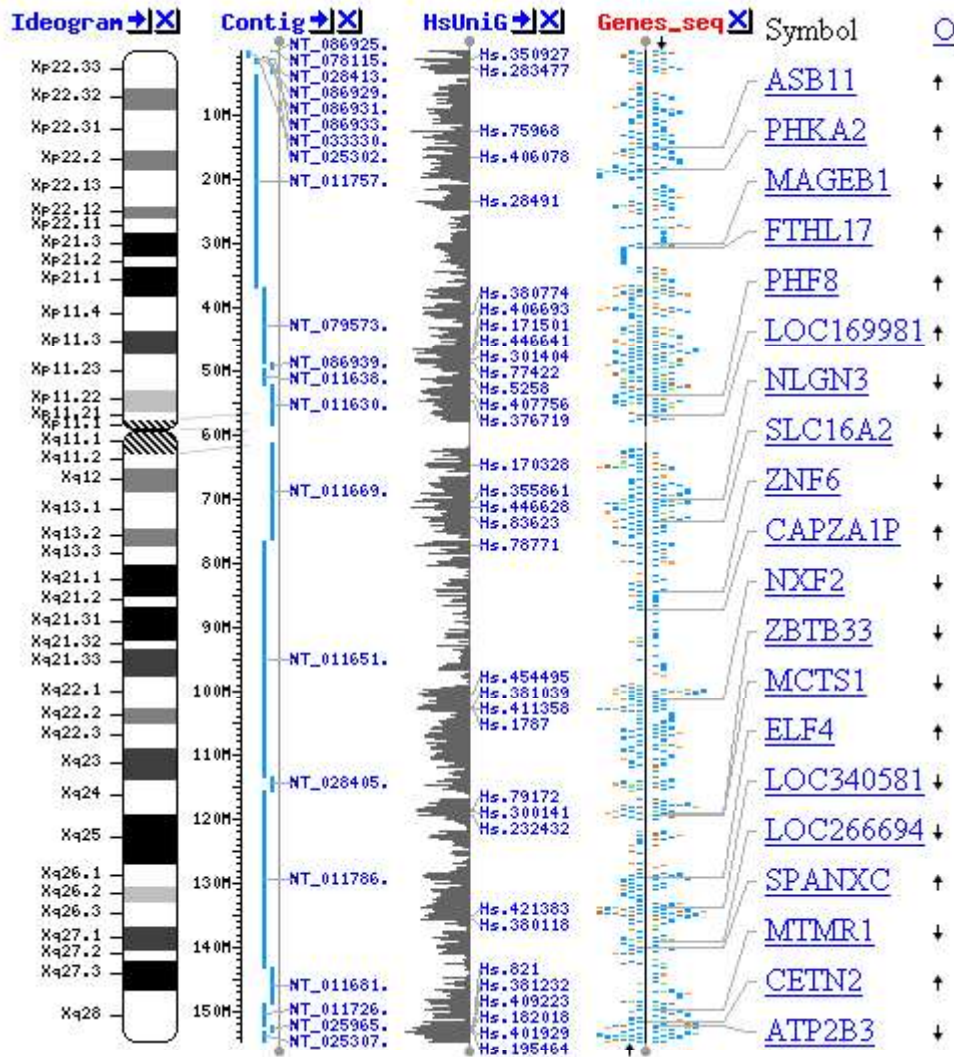 Ideogram Contig HsUniG Genes_seq Symbol O
Xp22.33
Xp22.32
Xp22.31
Xp22.2
Xp22.13
Xp22.12
Xp22.11
Xp21.3
Xp21.2
Xp21.1
Xp11.4
Xp11.3
Xp11.23
Xp11.22
Xp11.21
Xp11.1
Xq11.1
Xq11.2
Xq12
Xq13.1
Xq13.2
Xq13.3
Xq21.1
Xq21.2
Xq21.31
Xq21.32
Xq21.33
Xq22.1
Xq22.2
Xq22.3
Xq23
Xq24
Xq25
Xq26.1
Xq26.2
Xq26.3
Xq27.1
Xq27.2
Xq27.3
Xq28
10M
20M
30M
40M
50M
60M
70M
80M
90M
100M
110M
120M
130M
140M
150M
NT_086925.
NT_078115.
NT_028413.
NT_086929.
NT_086931.
NT_086933.
NT_033330.
NT_025302.
NT_011757.
NT_079573.
NT_086939.
NT_011638.
NT_011630.
NT_011669.
NT_011651.
NT_028405.
NT_011786.
NT_011681.
NT_011726.
NT_025965.
NT_025307.
Hs.350927
Hs.283477
Hs.75968
Hs.406078
Hs.28491
Hs.380774
Hs.406693
Hs.171501
Hs.446641
Hs.301404
Hs.77422
Hs.5258
Hs.407756
Hs.376719
Hs.170328
Hs.355861
Hs.446628
Hs.83623
Hs.78771
Hs.454495
Hs.381039
Hs.411358
Hs.1787
Hs.79172
Hs.300141
Hs.232432
Hs.421383
Hs.380118
Hs.821
Hs.381232
Hs.409223
Hs.182018
Hs.401929
Hs.195464
ASB11
PHKA2
MAGEB1
FTHL17
PHF8
LOC169981
NLGN3
SLC16A2
ZNF6
CAPZA1P
NXF2
ZBTB33
MCTS1
ELF4
LOC340581
LOC266694
SPANXC
MTMR1
CETN2
ATP2B3